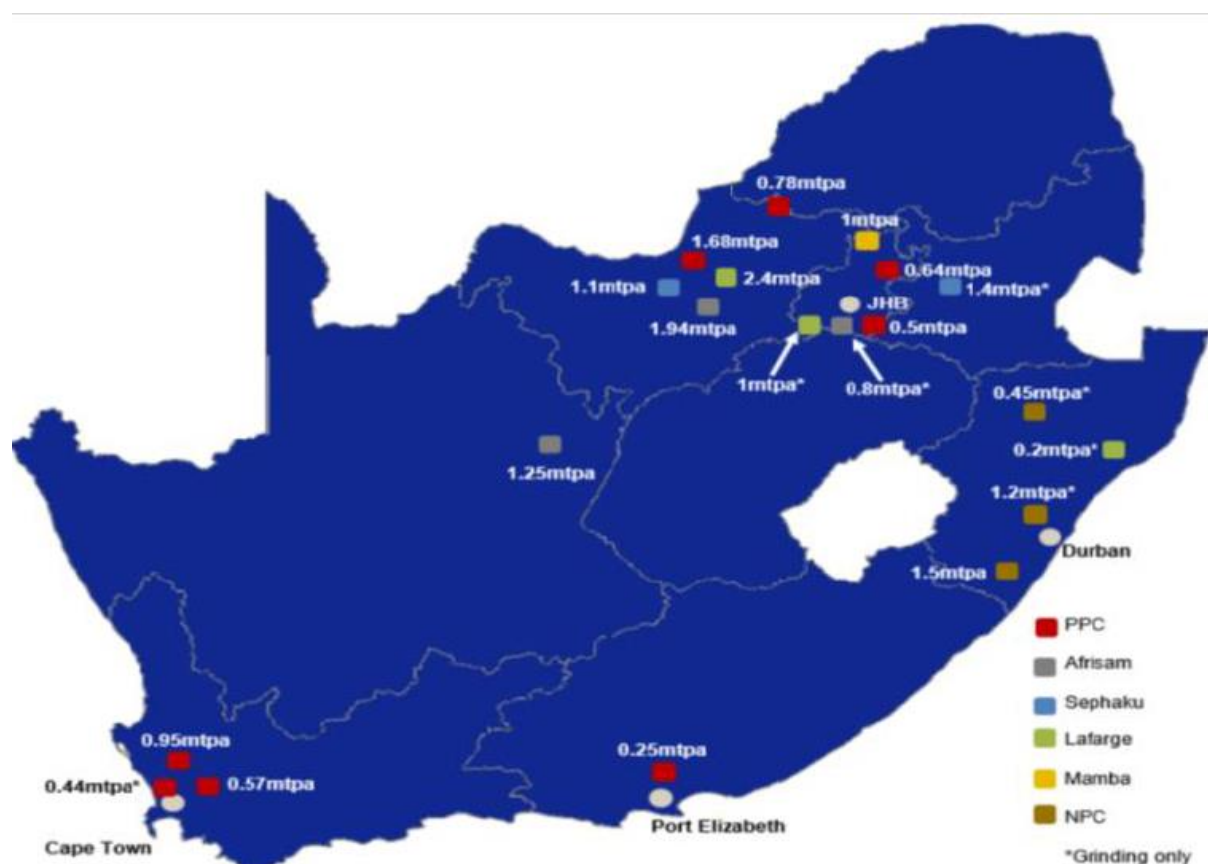 0.78mtpa
1mtpa
1.68mtpa
0.64mtpa
2.4mtpa
1.1mtpa
1.4mtpa*
JHB
1.94mtpa
0.5mtpa
1mtpa*
0.8mtpa*
0.45mtpa*
0.2mtpa*
1.25mtpa
1.2mtpa*
Durban
1.5mtpa
PPC
Afrisam
Sephaku
Lafarge
Mamba
NPC
*Grinding only
0.95mtpa
0.25mtpa
0.44mtpa*
0.57mtpa
Port Elizabeth
Cape Town